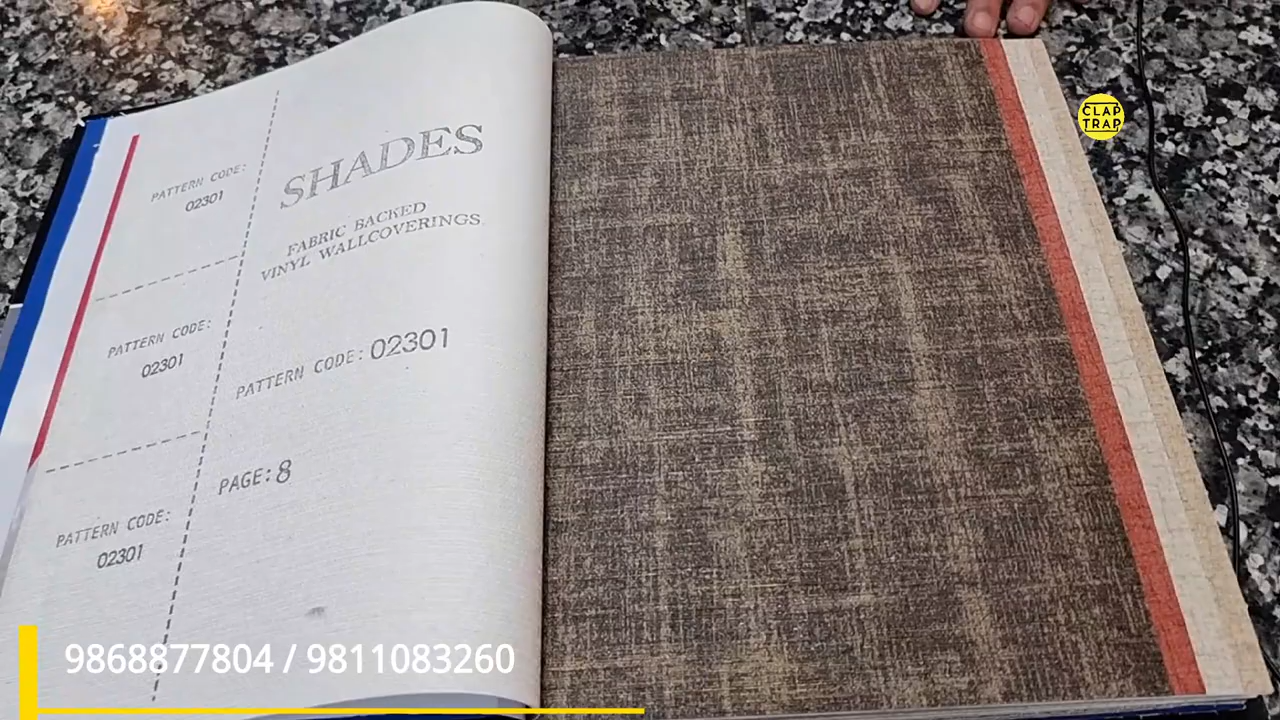 PATTERN CODE:
02301
PATTERN CODE:
02301
PATTERN CODE:
02301
SHADES
FABRIC BACKED
VINYL WALLCOVERINGS
PATTERN CODE: 02301
PAGE: 8
CLAP
TRAP
9868877804 / 9811083260